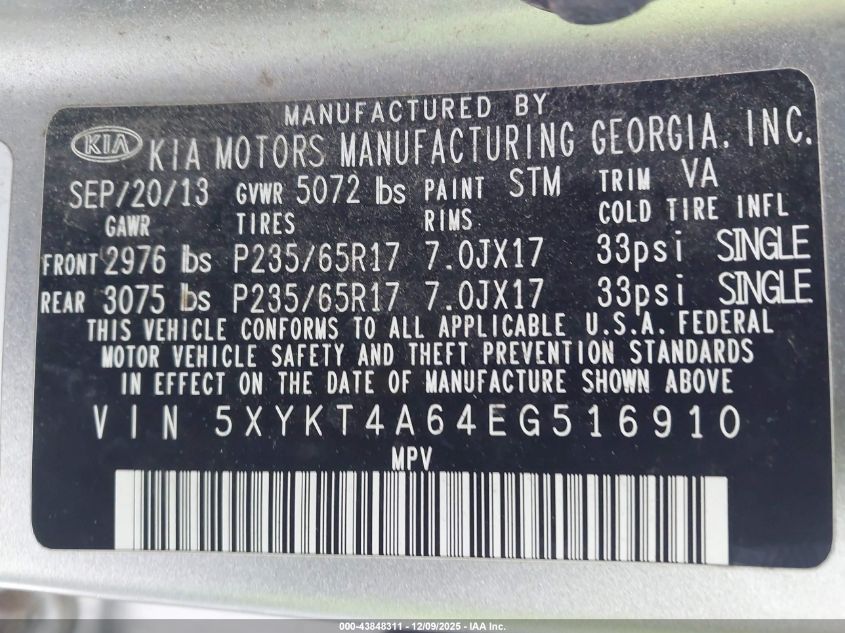 MANUFACTURED BY
KIA KIA MOTORS MANUFACTURING GEORGIA. INC.
SEP/20/13 GVWR 5072 lbs PAINT STM TRIM VA
GAWR TIRES RIMS COLD TIRE INFL
FRONT 2976 lbs P235/65R17 7.0JX17 33psi SINGLE
REAR 3075 lbs P235/65R17 7.0JX17 33psi SINGLE
THIS VEHICLE CONFORMS TO ALL APPLICABLE U.S.A. FEDERAL
MOTOR VEHICLE SAFETY AND THEFT PREVENTION STANDARDS
IN EFFECT ON THE DATE OF MANUFACTURE SHOWN ABOVE
VIN 5XYKT4A64EG516910
MPV
000-43848311 - 12/09/2025 - IAA Inc.